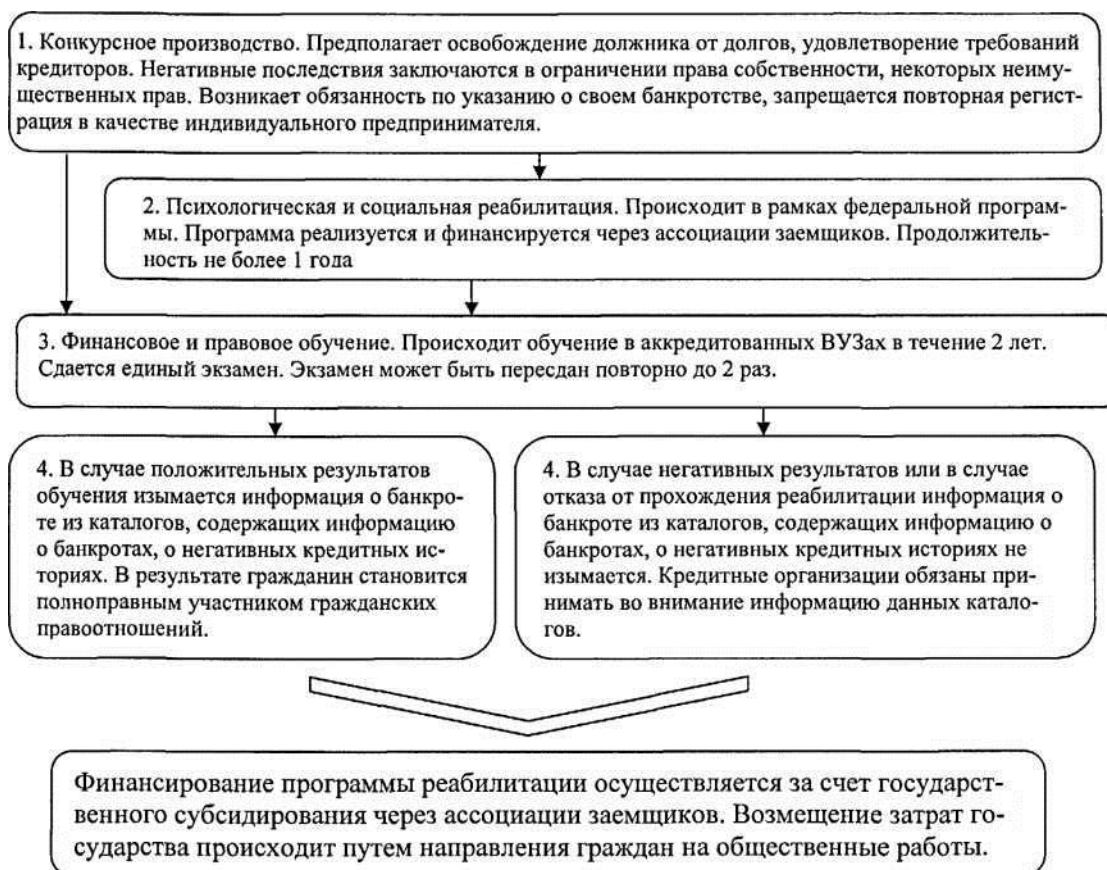 1. Конкурсное производство. Предполагает освобождение должника от долгов, удовлетворение требований
кредиторов. Негативные последствия заключаются в ограничении права собственности, некоторых неиму-
щественных прав. Возникает обязанность по указанию о своем банкротстве, запрещается повторная регист-
рация в качестве индивидуального предпринимателя.
2. Психологическая и социальная реабилитация. Происходит в рамках федеральной програм-
мы. Программа реализуется и финансируется через ассоциации заемщиков. Продолжитель-
ность не более 1 года
3. Финансовое и правовое обучение. Происходит обучение в аккредитованных ВУЗах в течение 2 лет.
Сдается единый экзамен. Экзамен может быть пересдан повторно до 2 раз.
4. В случае положительных результатов
обучения изымается информация о банкро-
те из каталогов, содержащих информацию
о банкротах, о негативных кредитных ис-
ториях. В результате гражданин становится
полноправным участником гражданских
правоотношений.
4. В случае негативных результатов или в случае
отказа от прохождения реабилитации информация о
банкроте из каталогов, содержащих информацию о
банкротах, о негативных кредитных историях не
изымается. Кредитные организации обязаны при-
нимать во внимание информацию данных катало-
гов.
Финансирование программы реабилитации осуществляется за счет государст-
венного субсидирования через ассоциации заемщиков. Возмещение затрат го-
сударства происходит путем направления граждан на общественные работы.